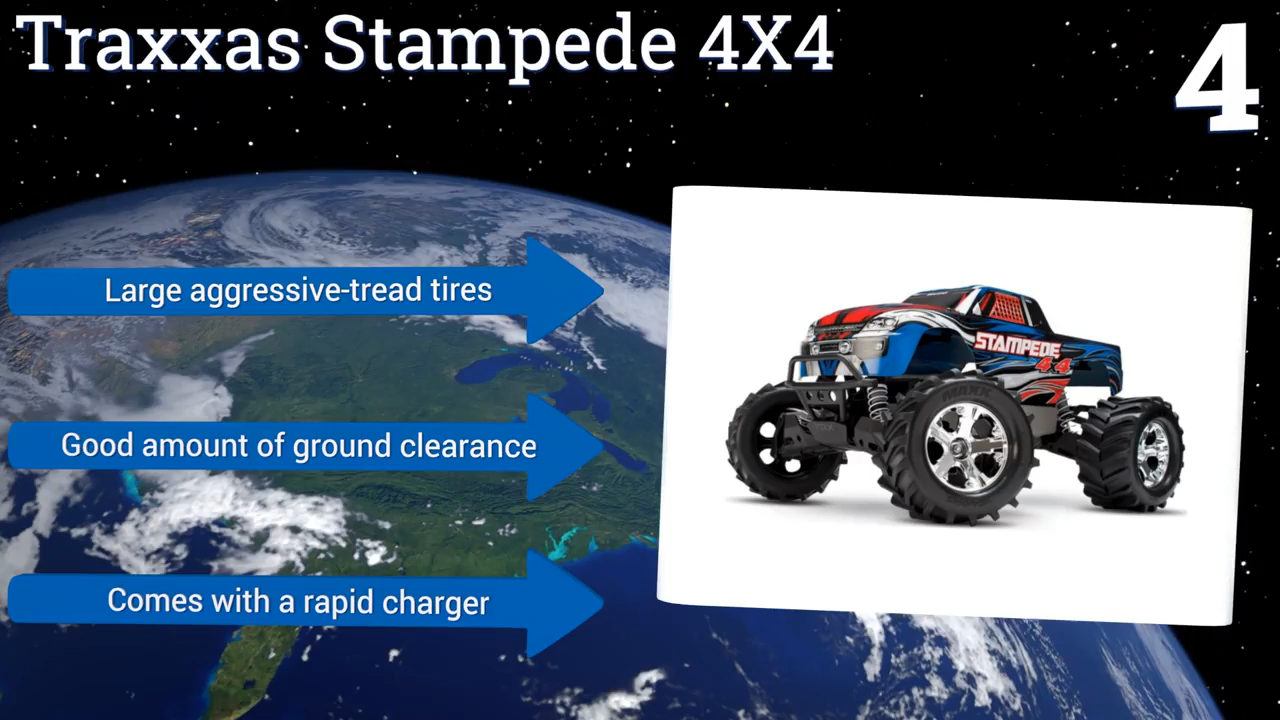 Traxxas Stampede 4X4
4
Large aggressive-tread tires
Good amount of ground clearance
Comes with a rapid charger
STAMPEDE
4x4